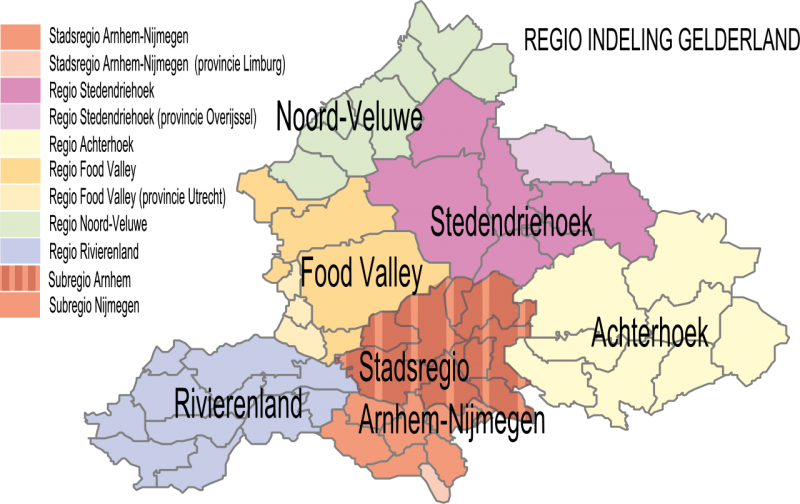 REGIO INDELING GELDERLAND
Stadsregio Arnhem-Nijmegen
Stadsregio Arnhem-Nijmegen (provincie Limburg)
Regio Stedendriehoek
Regio Stedendriehoek (provincie Overijssel)
Regio Achterhoek
Regio Food Valley
Regio Food Valley (provincie Utrecht)
Regio Noord-Veluwe
Regio Rivierenland
Subregio Arnhem
Subregio Nijmegen
Noord-Veluwe
Stedendriehoek
Food Valley
Achterhoek
Stadsregio
Arnhem-Nijmegen
Rivierenland